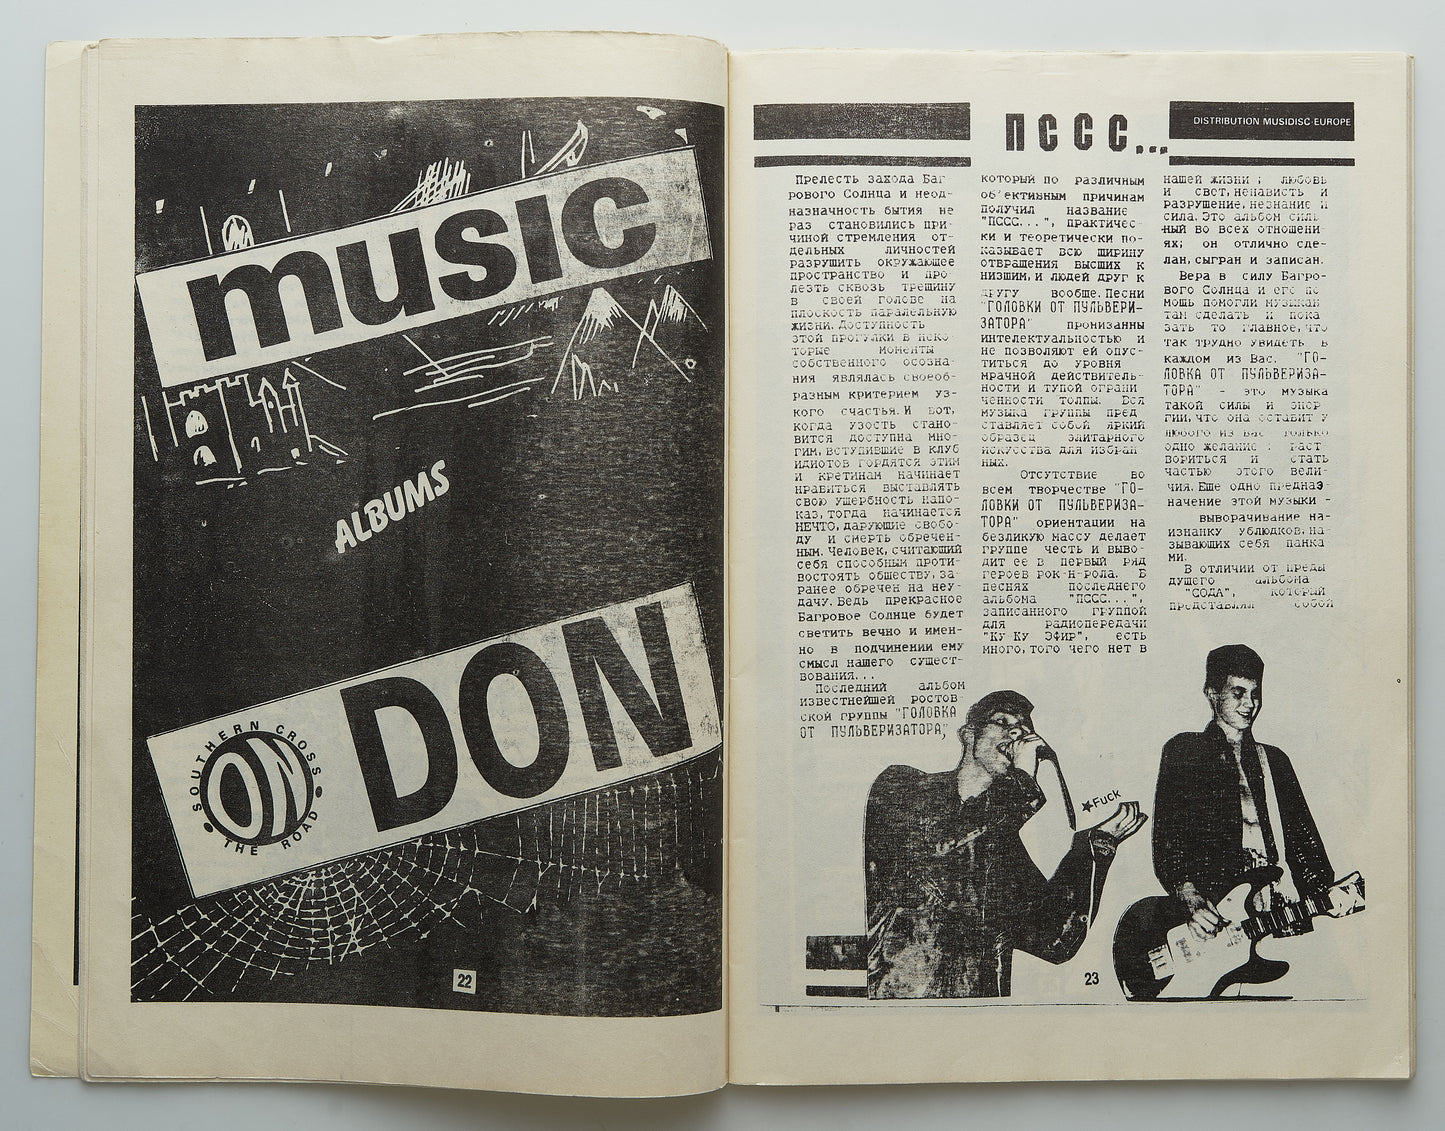 music
ALBUMS
DON
SOUTHERN CROSS
ON
THE ROAD
22
ПССС...
DISTRIBUTION MUSIDISC-EUROPE
Прелесть захода Баг-
рового Солнца и неод-
назначность бытия не
раз становились при-
чиной стремления от-
дельных личностей
разрушить окружающее
пространство и про-
лезть сквозь трещину
в своей голове на
плоскость паралельную
жизни. Доступность
этой прогулки в неко-
торые моменты
собственного осозна-
ния являлась своеоб-
разным критерием уз-
кого счастья. И вот,
когда узость стано-
вится доступна мно-
гим, вступившие в клуб
идиотов гордятся этим
и кретинам начинает
нравиться выставлять
свою ущербность напо-
каз, тогда начинается
НЕЧТО, дарующие свобо-
ду и смерть обречен-
ным. Человек, считающий
себя способным проти-
востоять обществу, за-
ранее обречен на неу-
дачу. Ведь прекрасное
Багровое Солнце будет
светить вечно и имен-
но в подчинении ему
смысл нашего сущест-
вования...
Последний альбом
известнейшей ростов-
ской группы "ГОЛОВКА
ОТ ПУЛЬВЕРИЗАТОРА",
который по различным
об'ективным причинам
получил название
"ПССС...", практичес-
ки и теоретически по-
казывает всю ширину
отвращения высших к
низшим, и людей друг к
другу вообще. Песни
"ГОЛОВКИ ОТ ПУЛЬВЕРИ-
ЗАТОРА" пронизанны
интелектуальностью и
не позволяют ей опус-
титься до уровня
мрачной действитель-
ности и тупой ограни
ченности толпы. Вся
музыка группы пред
ставляет собой яркий
образец элитарного
искусства для избран
ных.
Отсутствие во
всем творчестве "ГО-
ЛОВКИ ОТ ПУЛЬВЕРИЗА-
ТОРА" ориентации на
безликую массу делает
группе честь и выво-
дит ее в первый ряд
героев рок-н-рола. В
песнях последнего
альбома "ПССС...",
записанного группой
для радиопередачи
"КУ-КУ ЭФИР", есть
много, того чего нет в
нашей жизни : любовь
и свет, ненависть и
разрушение, незнание и
сила. Это альбом силь
ный во всех отношени-
ях; он отлично сде-
лан, сыгран и записан.
Вера в силу Багро-
вого Солнца и его по
мощь помогли музыкан
там сделать и пока
зать то главное, что
так трудно увидеть в
каждом из Вас. "ГО-
ЛОВКА ОТ ПУЛЬВЕРИЗА-
ТОРА" - это музыка
такой силы и энер
гии, что она оставит у
любого из вас только
одно желание : раст
вориться и стать
частью этого вели-
чия. Еще одно предназ-
начение этой музыки -
выворачивание на-
изнанку ублюдков, на-
зывающих себя панка
ми.
В отличии от преды
дущего альбома
"СОДА", который
представлял собой
Fuck
23